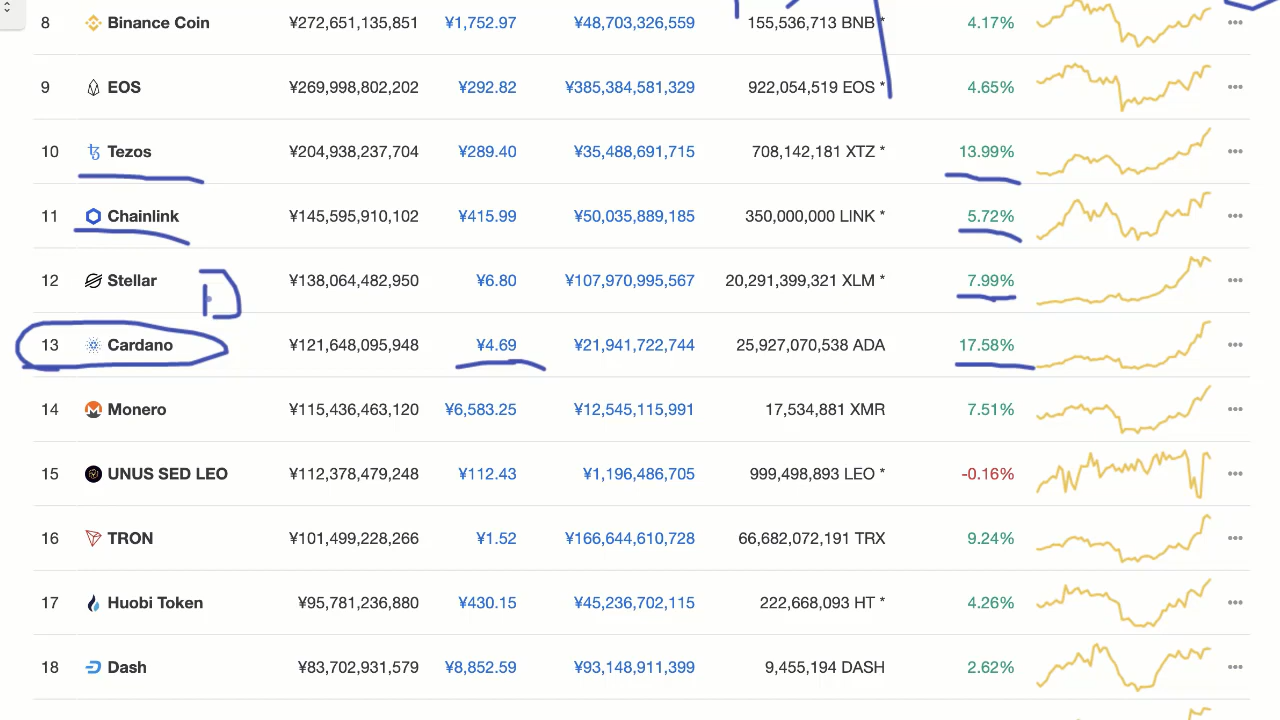 8 Binance Coin ¥272,651,135,851 ¥1,752.97 ¥48,703,326,559 155,536,713 BNB * 4.17%
9 EOS ¥269,998,802,202 ¥292.82 ¥385,384,581,329 922,054,519 EOS * 4.65%
10 Tezos ¥204,938,237,704 ¥289.40 ¥35,488,691,715 708,142,181 XTZ * 13.99%
11 Chainlink ¥145,595,910,102 ¥415.99 ¥50,035,889,185 350,000,000 LINK * 5.72%
12 Stellar ¥138,064,482,950 ¥6.80 ¥107,970,995,567 20,291,399,321 XLM * 7.99%
13 Cardano ¥121,648,095,948 ¥4.69 ¥21,941,722,744 25,927,070,538 ADA 17.58%
14 Monero ¥115,436,463,120 ¥6,583.25 ¥12,545,115,991 17,534,881 XMR 7.51%
15 UNUS SED LEO ¥112,378,479,248 ¥112.43 ¥1,196,486,705 999,498,893 LEO * -0.16%
16 TRON ¥101,499,228,266 ¥1.52 ¥166,644,610,728 66,682,072,191 TRX 9.24%
17 Huobi Token ¥95,781,236,880 ¥430.15 ¥45,236,702,115 222,668,093 HT * 4.26%
18 Dash ¥83,702,931,579 ¥8,852.59 ¥93,148,911,399 9,455,194 DASH 2.62%